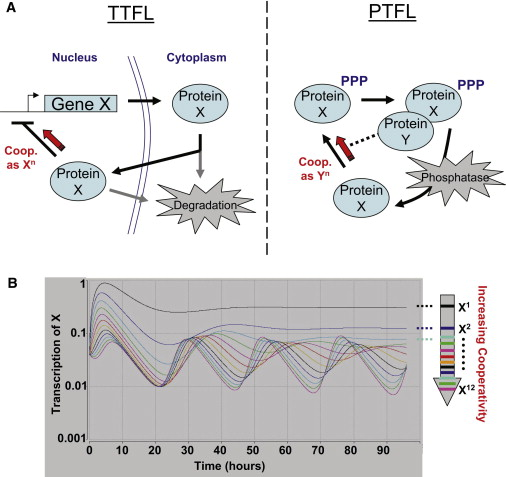 A
TTFL
Nucleus
Cytoplasm
Gene X
Protein
X
Coop.
as Xⁿ
Protein
X
Degradation
PTFL
PPP
Protein
X
Protein
X
PPP
Protein
Y
Coop.
as Yⁿ
Phosphatase
Protein
X
B
Transcription of X
1
0.1
0.01
0.001
0 10 20 30 40 50 60 70 80 90
Time (hours)
X¹
X²
X¹²
Increasing Cooperativity